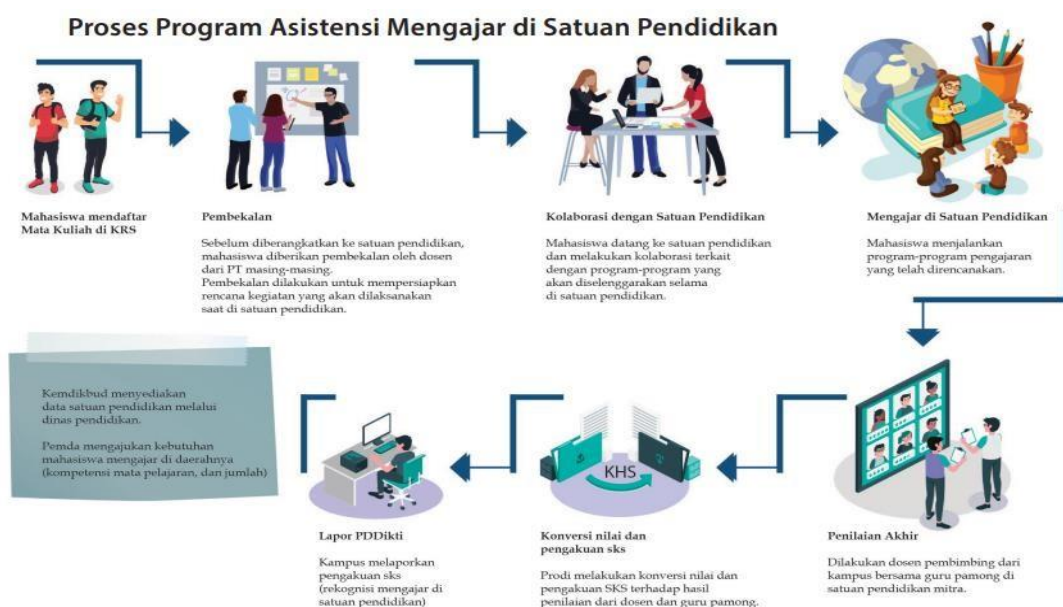 Proses Program Asistensi Mengajar di Satuan Pendidikan
Mahasiswa mendaftar
Mata Kuliah di KRS
Pembekalan
Sebelum diberangkatkan ke satuan pendidikan,
mahasiswa diberikan pembekalan oleh dosen
dari PT masing-masing.
Pembekalan dilakukan untuk mempersiapkan
rencana kegiatan yang akan dilaksanakan
saat di satuan pendidikan.
Kolaborasi dengan Satuan Pendidikan
Mahasiswa datang ke satuan pendidikan
dan melakukan kolaborasi terkait
dengan program-program yang
akan diselenggarakan selama
di satuan pendidikan.
Mengajar di Satuan Pendidikan
Mahasiswa menjalankan
program-program pengajaran
yang telah direncanakan.
Kemdikbud menyediakan
data satuan pendidikan melalui
dinas pendidikan.
Pemda mengajukan kebutuhan
mahasiswa mengajar di daerahnya
(kompetensi mata pelajaran, dan jumlah)
Lapor PDDikti
Kampus melaporkan
pengakuan sks
(rekognisi mengajar di
satuan pendidikan)
KHS
Konversi nilai dan
pengakuan sks
Prodi melakukan konversi nilai dan
pengakuan SKS terhadap hasil
penilaian dari dosen dan guru pamong.
Penilaian Akhir
Dilakukan dosen pembimbing dari
kampus bersama guru pamong di
satuan pendidikan mitra.